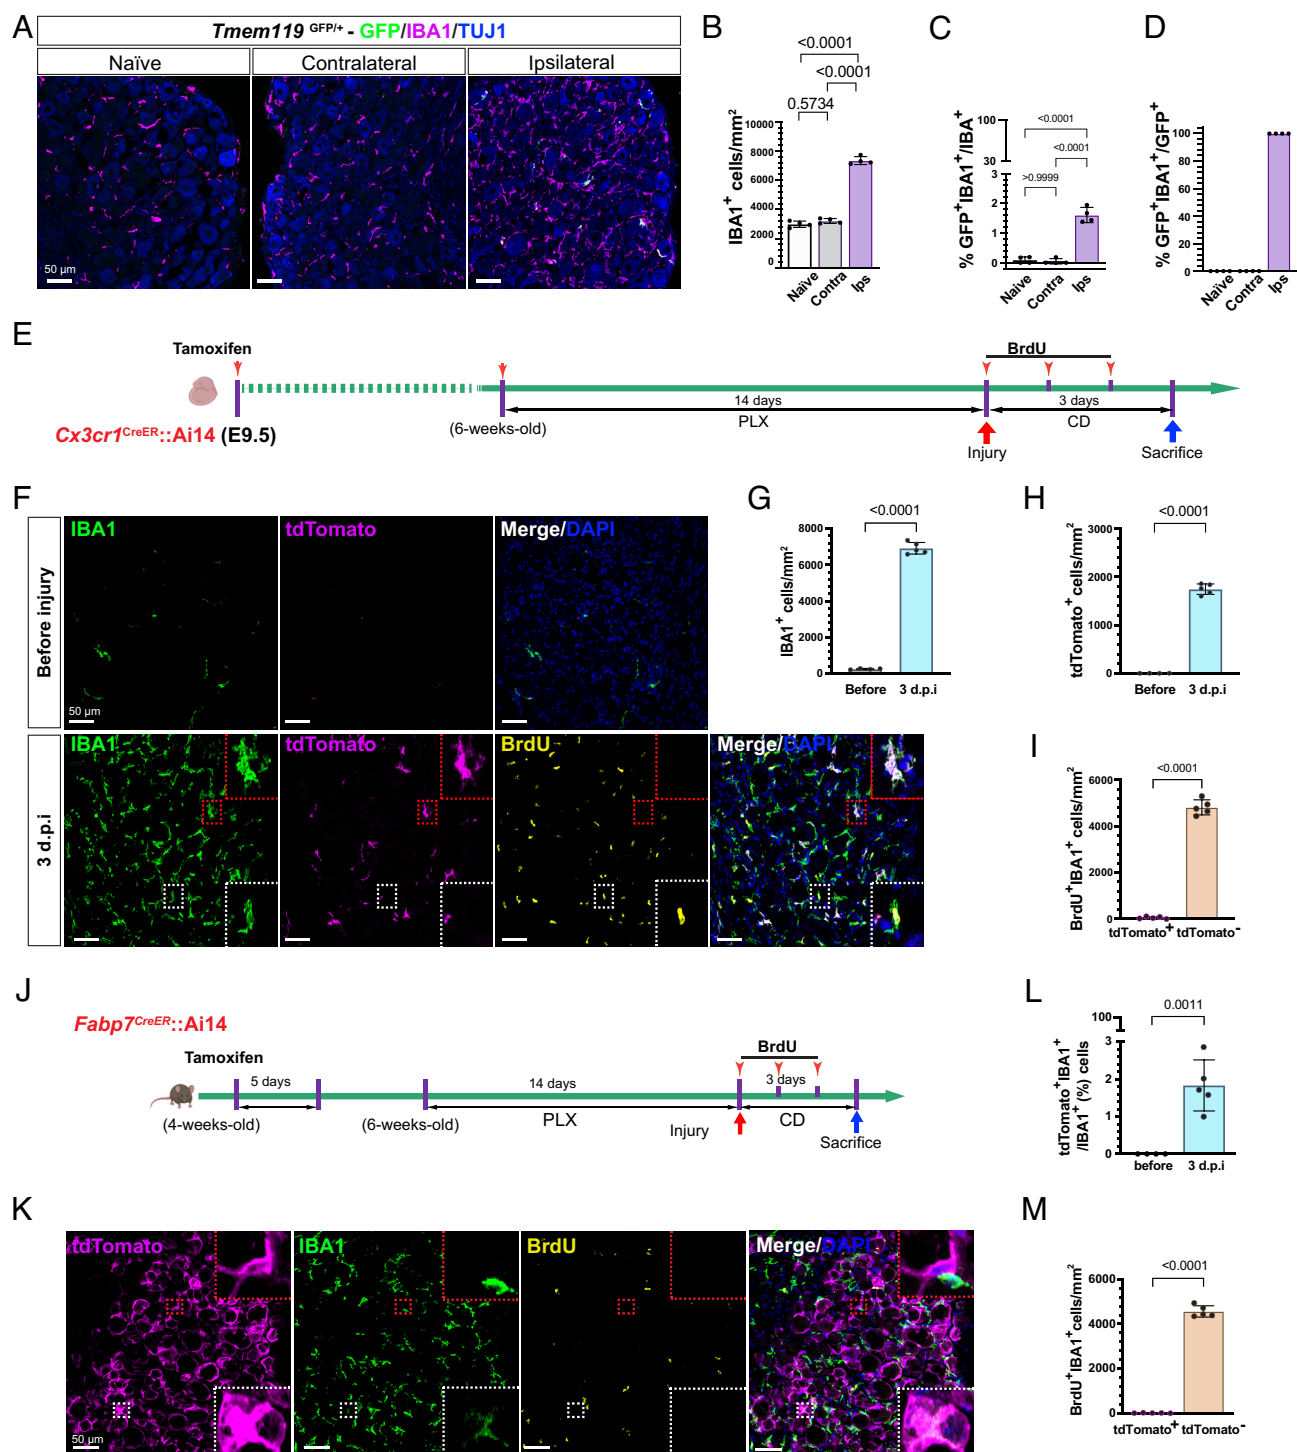 A
Tmem119 GFP/+ - GFP/IBA1/TUJ1
Naïve
Contralateral
Ipsilateral
50 µm
B
<0.0001
<0.0001
0.5734
IBA1+ cells/mm2
10000
8000
6000
4000
2000
0
Naïve
Contra
Ips
C
<0.0001
<0.0001
>0.9999
% GFP+IBA1+/IBA+
100
30
3
2
1
0
Naïve
Contra
Ips
D
% GFP+IBA1+/GFP+
100
80
60
40
20
0
Naïve
Contra
Ips
E
Tamoxifen
BrdU
14 days
3 days
(6-weeks-old)
PLX
CD
Cx3cr1CreER::Ai14 (E9.5)
Injury
Sacrifice
F
Before injury
IBA1
tdTomato
Merge/DAPI
50 µm
3 d.p.i
IBA1
tdTomato
BrdU
Merge/DAPI
G
<0.0001
IBA1+ cells/mm2
8000
6000
4000
2000
0
Before
3 d.p.i
H
<0.0001
tdTomato+ cells/mm2
3000
2000
1000
0
Before
3 d.p.i
I
<0.0001
BrdU+IBA1+ cells/mm2
6000
4000
2000
0
tdTomato+ tdTomato-
J
Fabp7CreER::Ai14
Tamoxifen
BrdU
5 days
14 days
3 days
(4-weeks-old)
(6-weeks-old)
PLX
Injury
CD
Sacrifice
K
tdTomato
IBA1
BrdU
Merge/DAPI
50 µm
L
0.0011
tdTomato+IBA1+
/IBA1+ (%) cells
100
3
2
1
0
before
3 d.p.i
M
<0.0001
BrdU+IBA1+cells/mm2
6000
4000
2000
0
tdTomato+ tdTomato-